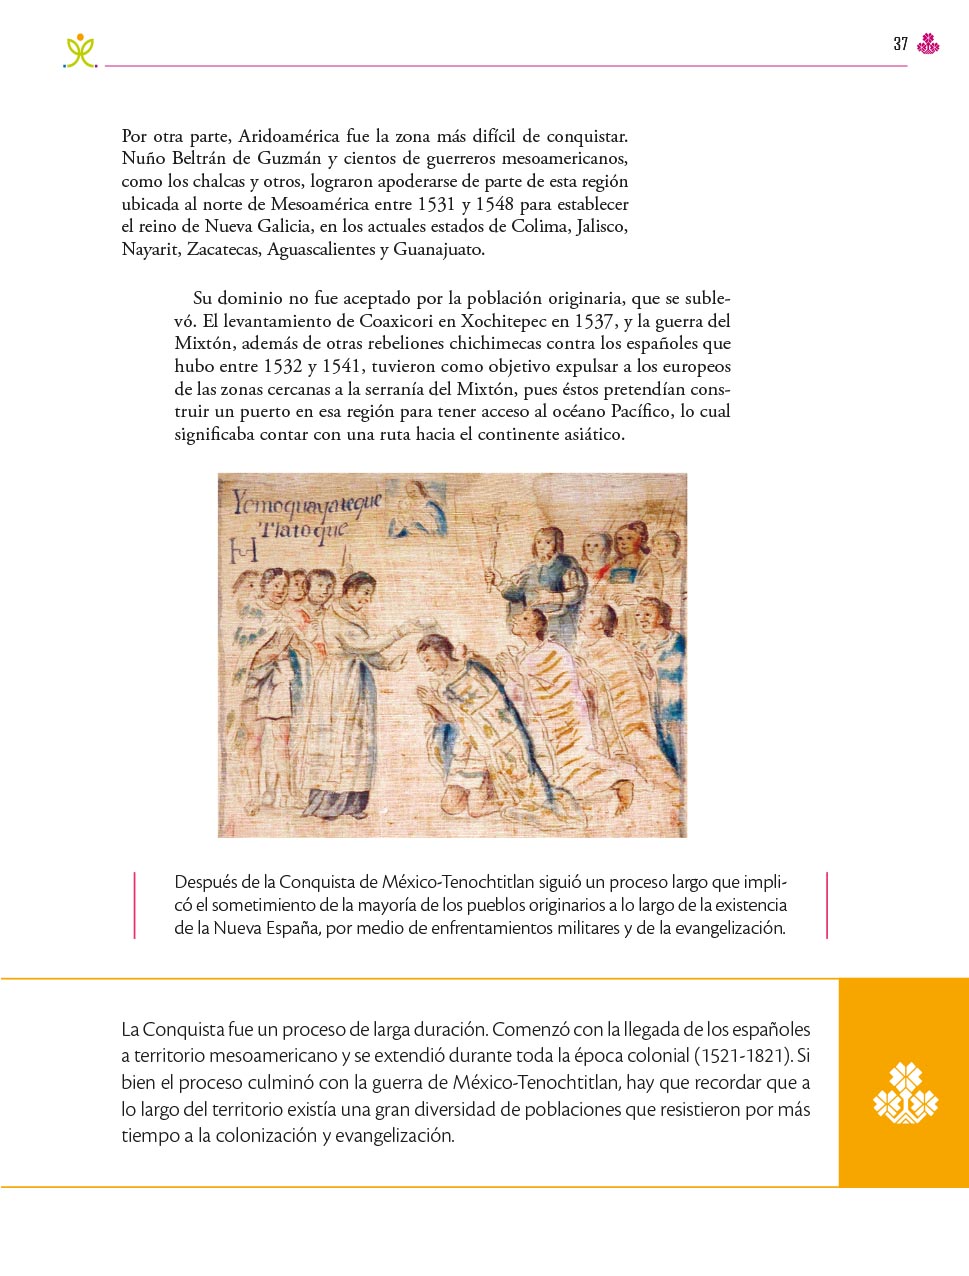 37
Por otra parte, Aridoamérica fue la zona más difícil de conquistar.
Nuño Beltrán de Guzmán y cientos de guerreros mesoamericanos,
como los chalcas y otros, lograron apoderarse de parte de esta región
ubicada al norte de Mesoamérica entre 1531 y 1548 para establecer
el reino de Nueva Galicia, en los actuales estados de Colima, Jalisco,
Nayarit, Zacatecas, Aguascalientes y Guanajuato.
Su dominio no fue aceptado por la población originaria, que se suble-
vó. El levantamiento de Coaxicori en Xochitepec en 1537, y la guerra del
Mixtón, además de otras rebeliones chichimecas contra los españoles que
hubo entre 1532 y 1541, tuvieron como objetivo expulsar a los europeos
de las zonas cercanas a la serranía del Mixtón, pues éstos pretendían cons-
truir un puerto en esa región para tener acceso al océano Pacífico, lo cual
significaba contar con una ruta hacia el continente asiático.
Yemoquayateque
Tlatoque
Después de la Conquista de México-Tenochtitlan siguió un proceso largo que impli-
có el sometimiento de la mayoría de los pueblos originarios a lo largo de la existencia
de la Nueva España, por medio de enfrentamientos militares y de la evangelización.
La Conquista fue un proceso de larga duración. Comenzó con la llegada de los españoles
a territorio mesoamericano y se extendió durante toda la época colonial (1521-1821). Si
bien el proceso culminó con la guerra de México-Tenochtitlan, hay que recordar que a
lo largo del territorio existía una gran diversidad de poblaciones que resistieron por más
tiempo a la colonización y evangelización.